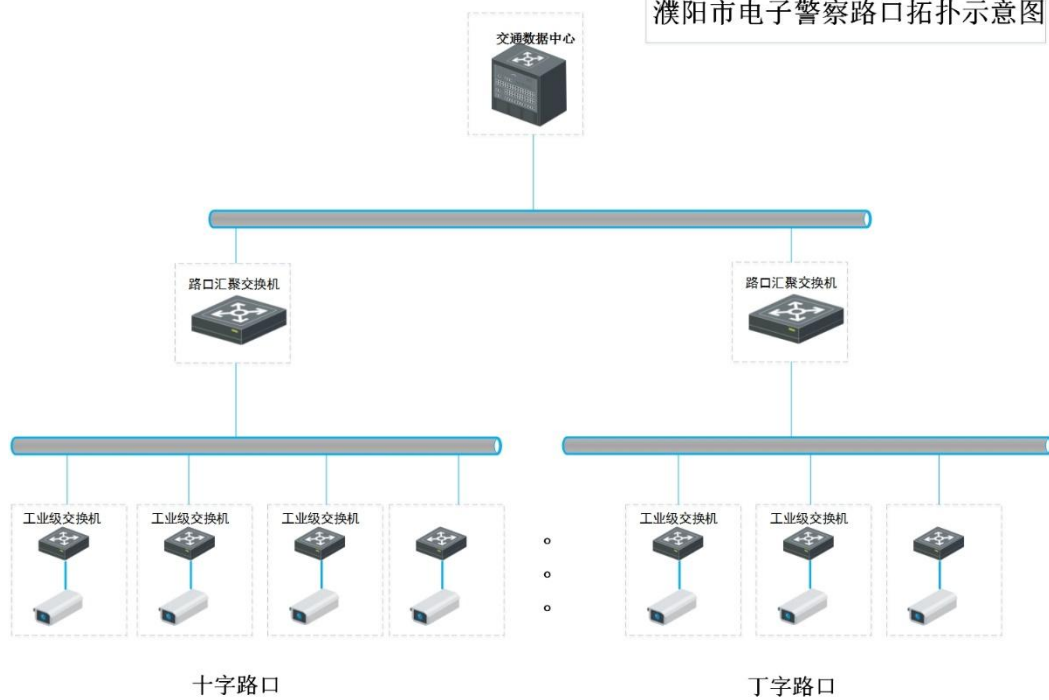 濮阳市电子警察路口拓扑示意图
交通数据中心
路口汇聚交换机
路口汇聚交换机
工业级交换机
工业级交换机
工业级交换机
工业级交换机
工业级交换机
十字路口
丁字路口